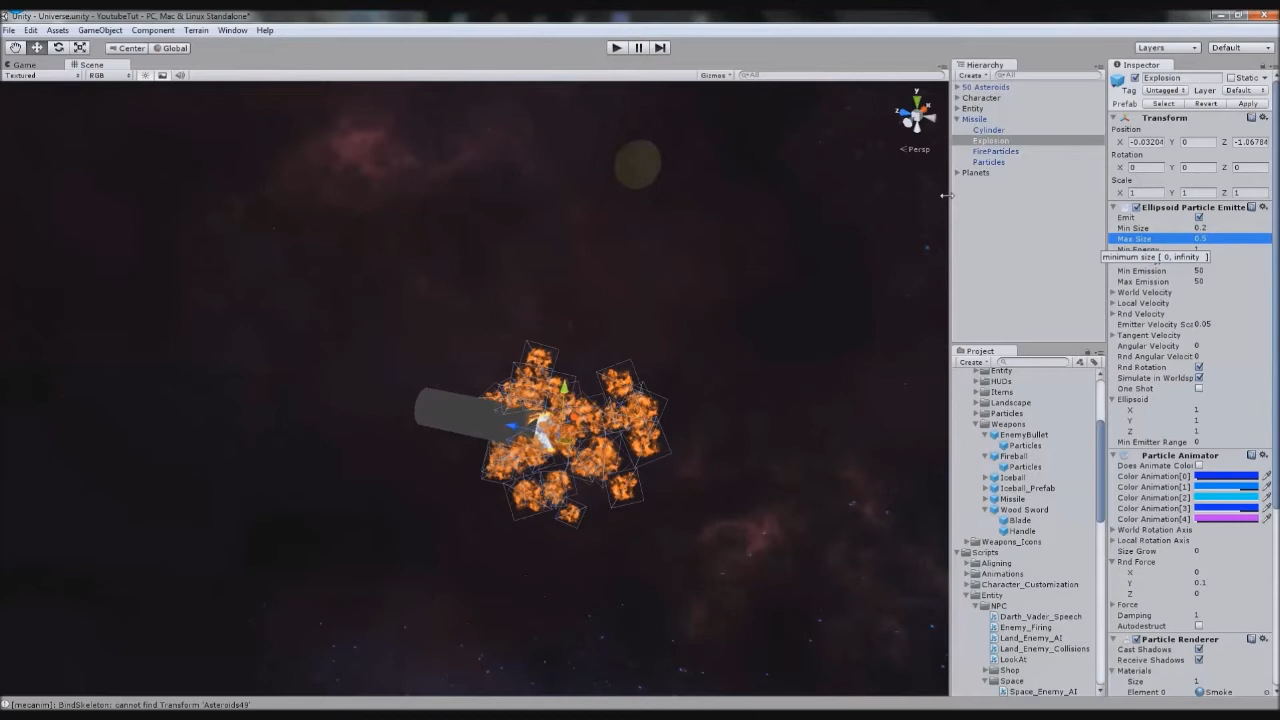 Unity - Universe.unity - YoutubeTut - PC, Mac & Linux Standalone*
File Edit Assets GameObject Component Terrain Window Help
Center Global Layers Default
Game Scene
Textured RGB Gizmos All
y
x
z
Persp
Hierarchy
Create All
50 Asteroids
Character
Entity
Missile
Cylinder
Explosion
FireParticles
Particles
Planets
Project
Create
Entity
HUDs
Items
Landscape
Particles
Weapons
EnemyBullet
Particles
Fireball
Particles
Iceball
Iceball_Prefab
Missile
Wood Sword
Blade
Handle
Weapons_Icons
Scripts
Aligning
Animations
Character_Customization
Entity
NPC
Darth_Vader_Speech
Enemy_Firing
Land_Enemy_AI
Land_Enemy_Collisions
LookAt
Shop
Space
Space_Enemy_AI
Inspector
Explosion Static
Tag Untagged Layer Default
Prefab Select Revert Apply
Transform
Position
X -0.03204 Y 0 Z -1.06784
Rotation
X 0 Y 0 Z 0
Scale
X 1 Y 1 Z 1
Ellipsoid Particle Emitte
Emit
Min Size 0.2
Max Size 0.5
Min Energy 1
minimum size [ 0, infinity ]
Min Emission 50
Max Emission 50
World Velocity
Local Velocity
Rnd Velocity
Emitter Velocity Sca 0.05
Tangent Velocity
Angular Velocity 0
Rnd Angular Velocit 0
Rnd Rotation
Simulate in Worldsp
One Shot
Ellipsoid
X 1
Y 1
Z 1
Min Emitter Range 0
Particle Animator
Does Animate Color
Color Animation[0]
Color Animation[1]
Color Animation[2]
Color Animation[3]
Color Animation[4]
World Rotation Axis
Local Rotation Axis
Size Grow 0
Rnd Force
X 0
Y 0.1
Z 0
Force
Damping 1
Autodestruct
Particle Renderer
Cast Shadows
Receive Shadows
Materials
Size 1
Element 0 Smoke
[mecanim]: BindSkeleton: cannot find Transform 'Asteroids49'